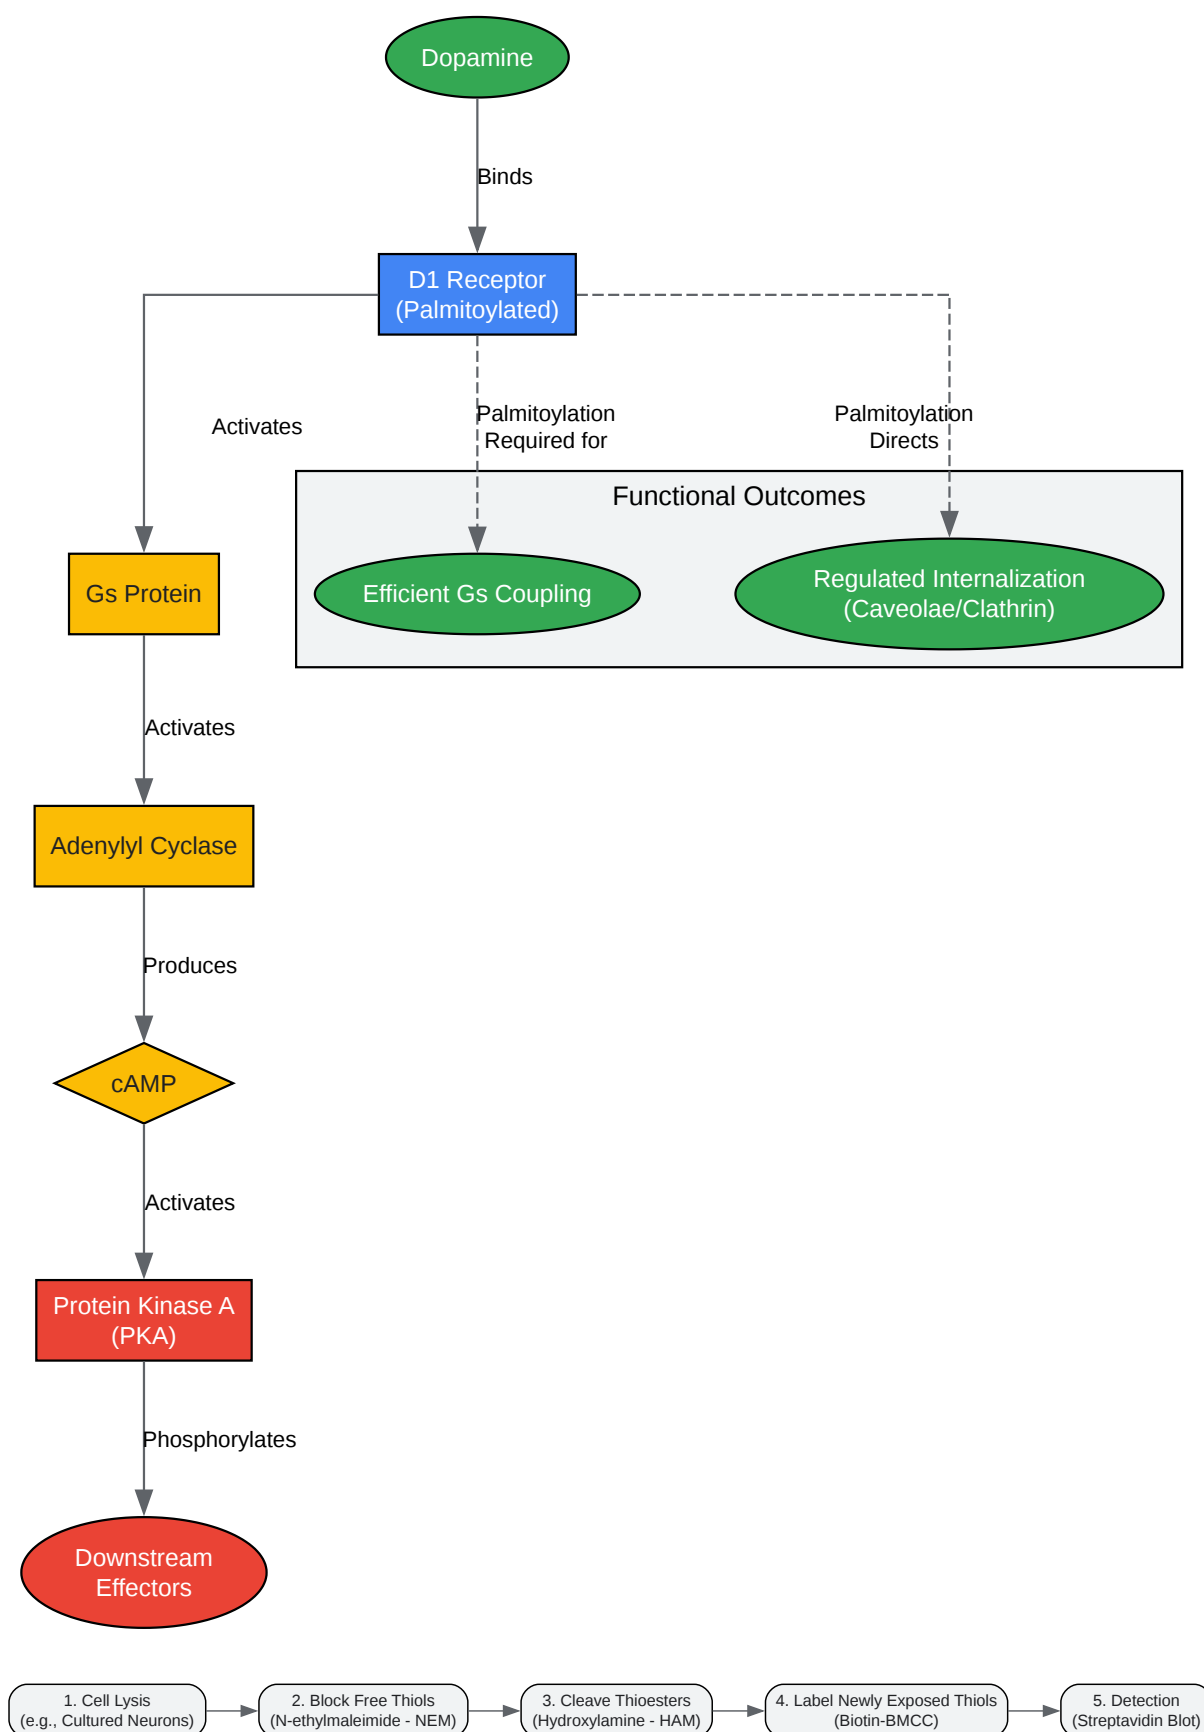 Dopamine
Binds
D1 Receptor
(Palmitoylated)
Activates
Palmitoylation
Required for
Palmitoylation
Directs
Functional Outcomes
Gs Protein
Efficient Gs Coupling
Regulated Internalization
(Caveolae/Clathrin)
Activates
Adenylyl Cyclase
Produces
cAMP
Activates
Protein Kinase A
(PKA)
Phosphorylates
Downstream
Effectors
1. Cell Lysis
(e.g., Cultured Neurons)
2. Block Free Thiols
(N-ethylmaleimide - NEM)
3. Cleave Thioesters
(Hydroxylamine - HAM)
4. Label Newly Exposed Thiols
(Biotin-BMCC)
5. Detection
(Streptavidin Blot)